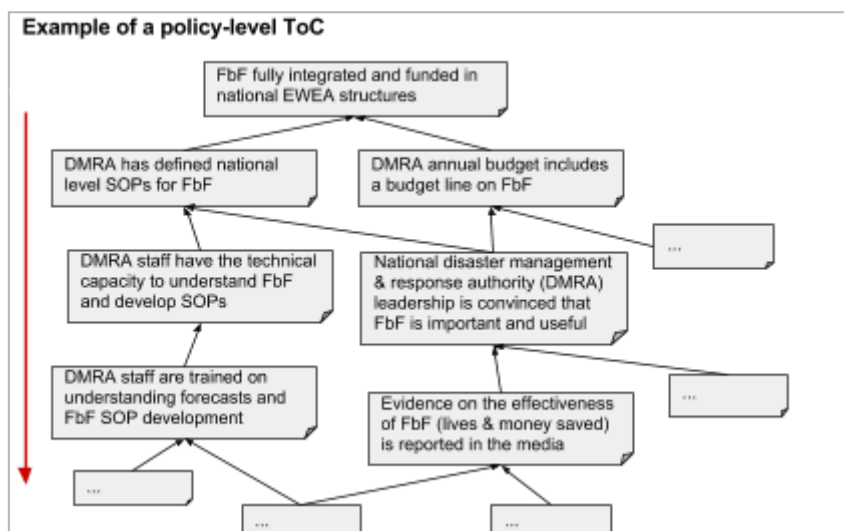 Example of a policy-level ToC
FbF fully integrated and funded in
national EWEA structures
DMRA has defined national
level SOPs for FbF
DMRA annual budget includes
a budget line on FbF
...
DMRA staff have the technical
capacity to understand FbF
and develop SOPs
National disaster management
& response authority (DMRA)
leadership is convinced that
FbF is important and useful
DMRA staff are trained on
understanding forecasts and
FbF SOP development
...
Evidence on the effectiveness
of FbF (lives & money saved)
is reported in the media
...
...
...